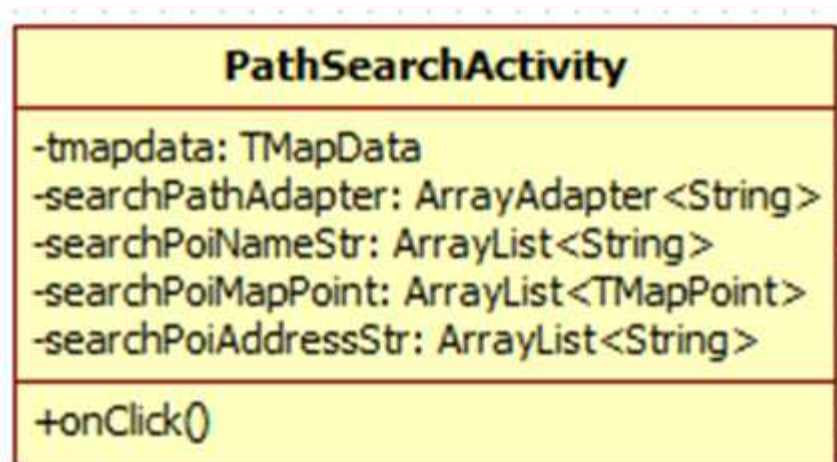 PathSearchActivity
-tmapdata: TMapData
-searchPathAdapter: ArrayAdapter<String>
-searchPoiNameStr: ArrayList<String>
-searchPoiMapPoint: ArrayList<TMapPoint>
-searchPoiAddressStr: ArrayList<String>
+onClick()